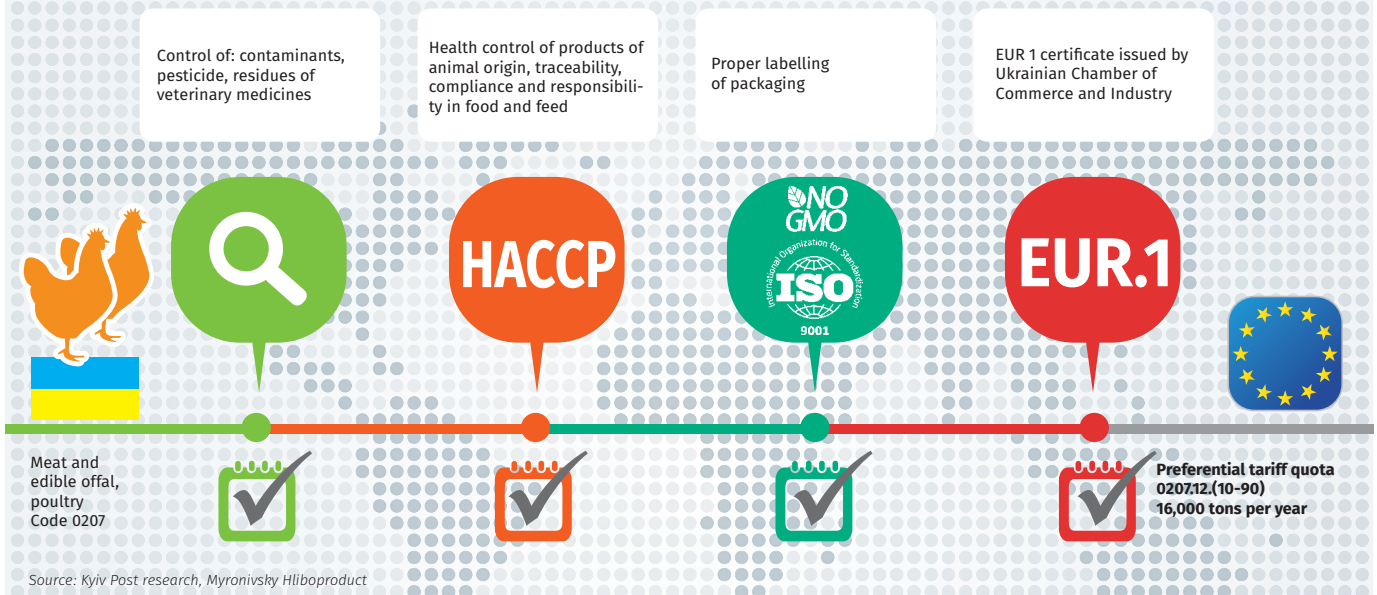 Control of: contaminants,
pesticide, residues of
veterinary medicines
Health control of products of
animal origin, traceability,
compliance and responsibili-
ty in food and feed
Proper labelling
of packaging
EUR 1 certificate issued by
Ukrainian Chamber of
Commerce and Industry
HACCP
NO
GMO
International Organization for Standardization
ISO
9001
EUR.1
Meat and
edible offal,
poultry
Code 0207
Preferential tariff quota
0207.12.(10-90)
16,000 tons per year
Source: Kyiv Post research, Myronivsky Hliboproduct